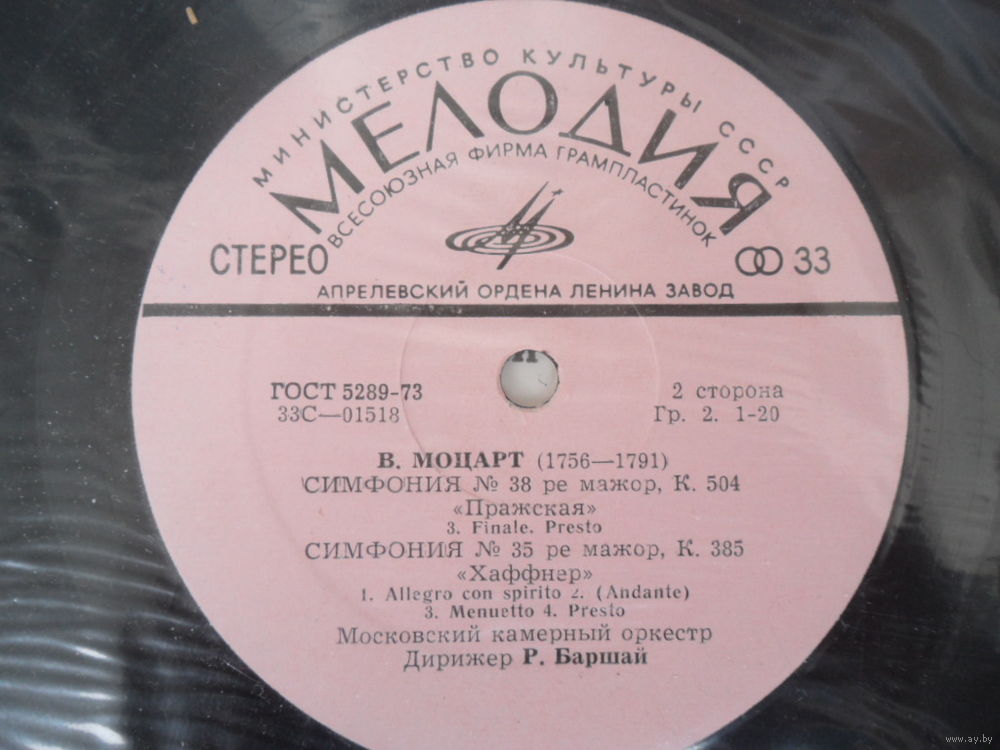 МИНИСТЕРСТВО КУЛЬТУРЫ СССР
МЕЛОДИЯ
ВСЕСОЮЗНАЯ ФИРМА ГРАМПЛАСТИНОК
СТЕРЕО
33
АПРЕЛЕВСКИЙ ОРДЕНА ЛЕНИНА ЗАВОД
ГОСТ 5289-73
2 сторона
33С—01518
Гр. 2. 1-20
В. МОЦАРТ (1756—1791)
СИМФОНИЯ № 38 ре мажор, К. 504
«Пражская»
3. Finale. Presto
СИМФОНИЯ № 35 ре мажор, К. 385
«Хаффнер»
1. Allegro con spirito 2. (Andante)
3. Menuetto 4. Presto
Московский камерный оркестр
Дирижер Р. Баршай
www.ay.by